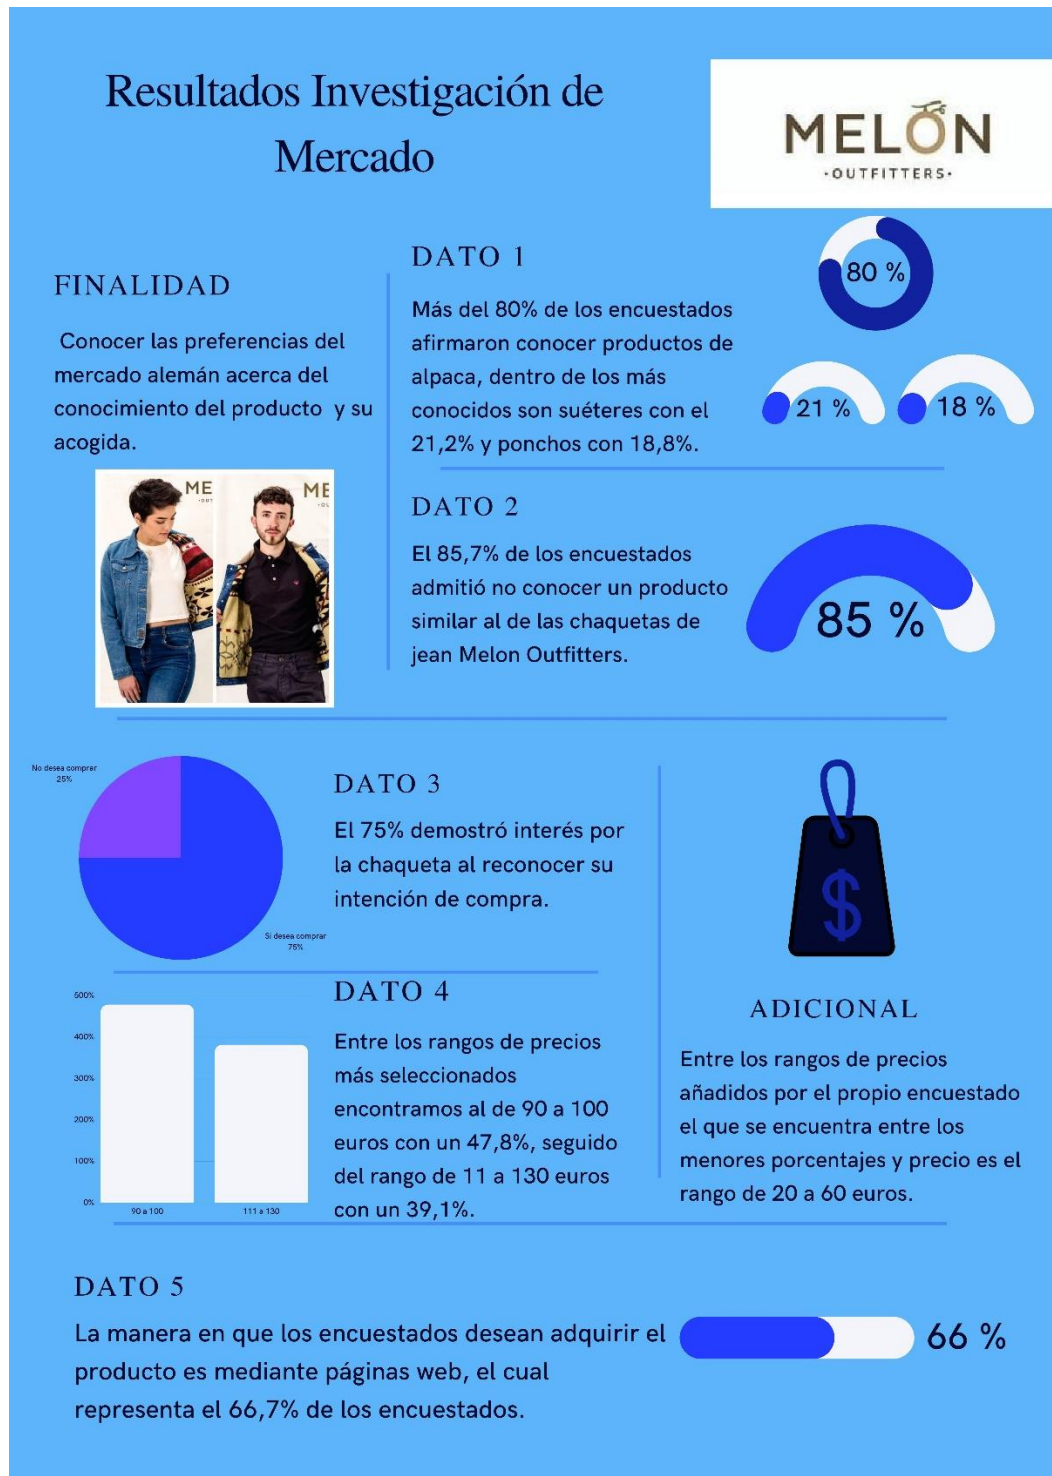 Resultados Investigación de
Mercado
MELÓN
·OUTFITTERS·
FINALIDAD
Conocer las preferencias del
mercado alemán acerca del
conocimiento del producto y su
acogida.
ME
ME
DATO 1
Más del 80% de los encuestados
afirmaron conocer productos de
alpaca, dentro de los más
conocidos son suéteres con el
21,2% y ponchos con 18,8%.
80 %
21 %
18 %
DATO 2
El 85,7% de los encuestados
admitió no conocer un producto
similar al de las chaquetas de
jean Melon Outfitters.
85 %
No desea comprar
25%
Si desea comprar
75%
DATO 3
El 75% demostró interés por
la chaqueta al reconocer su
intención de compra.
500%
400%
300%
200%
100%
0%
90 a 100
111 a 130
DATO 4
Entre los rangos de precios
más seleccionados
encontramos al de 90 a 100
euros con un 47,8%, seguido
del rango de 11 a 130 euros
con un 39,1%.
$
ADICIONAL
Entre los rangos de precios
añadidos por el propio encuestado
el que se encuentra entre los
menores porcentajes y precio es el
rango de 20 a 60 euros.
DATO 5
La manera en que los encuestados desean adquirir el
producto es mediante páginas web, el cual
representa el 66,7% de los encuestados.
66 %